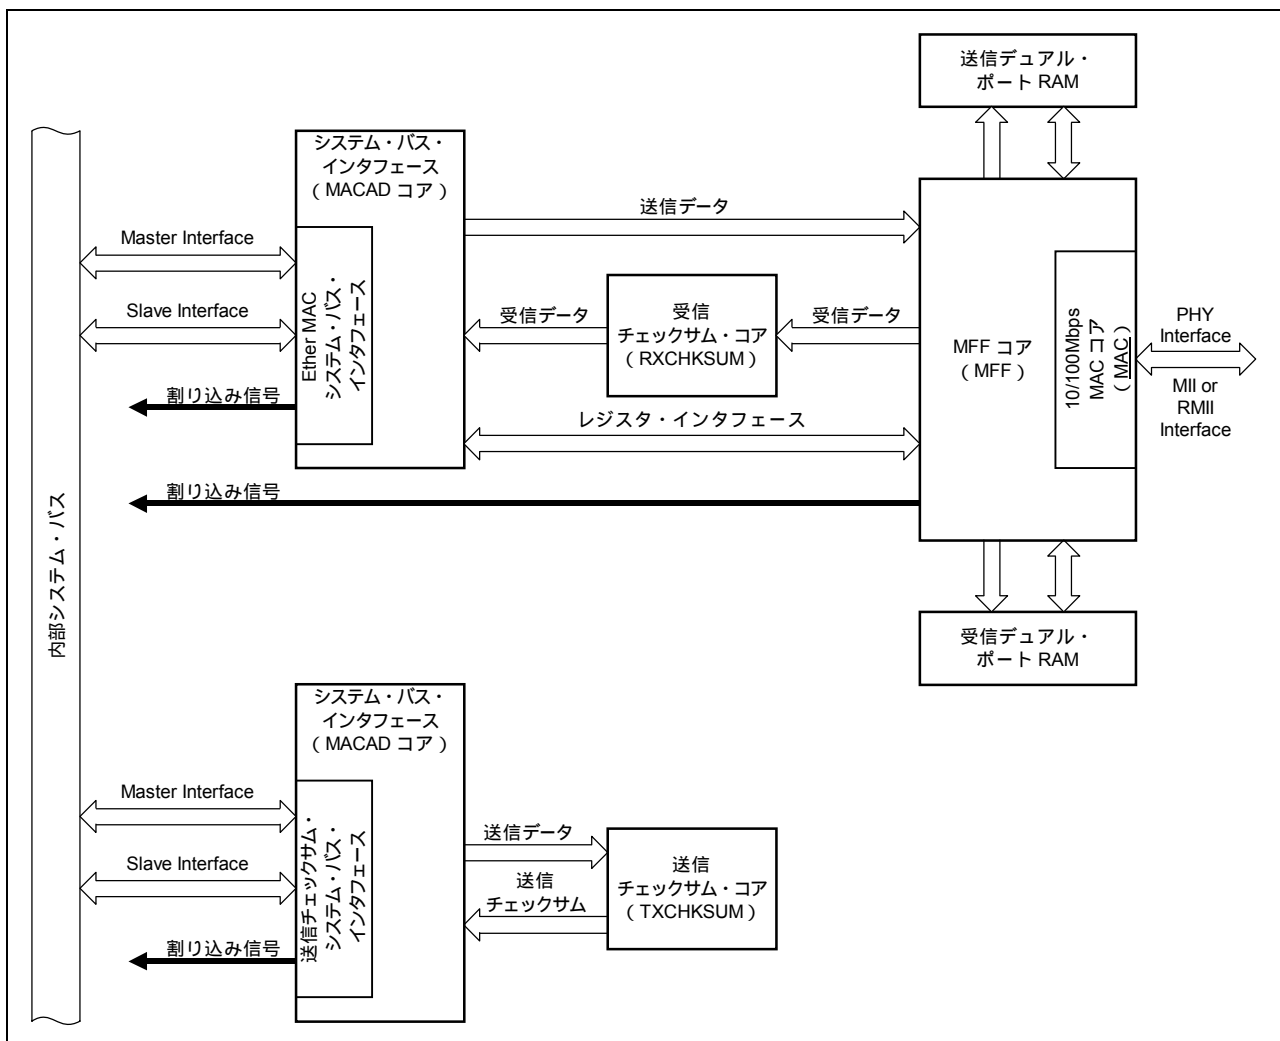 送信デュアル・
ポート RAM
システム・バス・
インタフェース
（ MACAD コア ）
送信データ
Master Interface
Slave Interface
Ether MAC
システム・バス・
インタフェース
受信データ
受信
チェックサム・コア
（ RXCHKSUM ）
受信データ
MFF コア
（ MFF ）
10/100Mbps
MAC コア
（ MAC ）
PHY
Interface
MII or
RMII
Interface
割り込み信号
レジスタ・インタフェース
割り込み信号
内部システム・バス
受信デュアル・
ポート RAM
システム・バス・
インタフェース
（ MACAD コア ）
Master Interface
Slave Interface
送信チェックサム・
システム・バス・
インタフェース
送信データ
送信
チェックサム
送信
チェックサム・コア
（ TXCHKSUM ）
割り込み信号